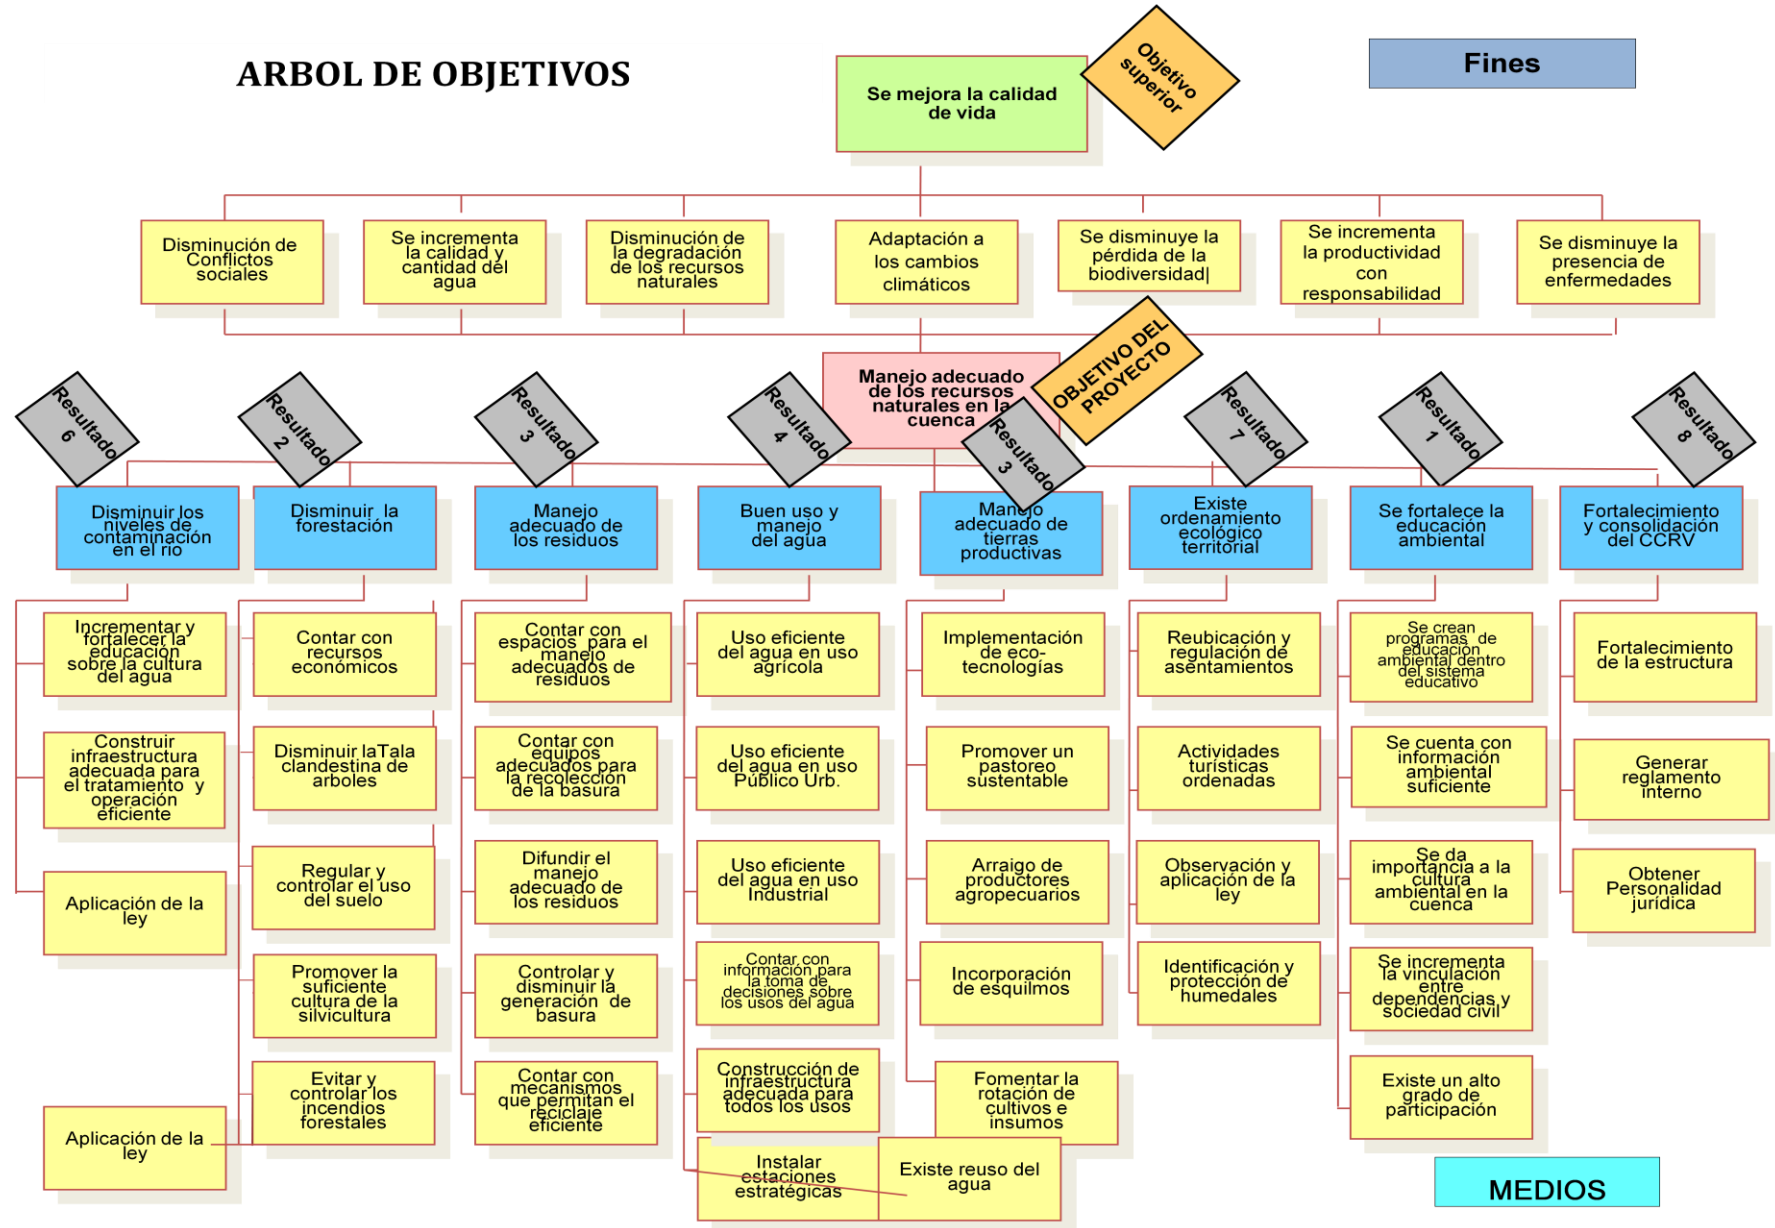 ARBOL DE OBJETIVOS
Se mejora la calidad
de vida
Objetivo
superior
Fines
Disminución de
Conflictos
sociales
Se incrementa
la calidad y
cantidad del
agua
Disminución de
la degradación
de los recursos
naturales
Adaptación a
los cambios
climáticos
Se disminuye la
pérdida de la
biodiversidad|
Se incrementa
la productividad
con
responsabilidad
Se disminuye la
presencia de
enfermedades
Manejo adecuado
de los recursos
naturales en la
cuenca
OBJETIVO DEL
PROYECTO
Resultado
6
Resultado
2
Resultado
3
Resultado
4
Resultado
3
Resultado
7
Resultado
1
Resultado
8
Disminuir los
niveles de
contaminación
en el rio
Disminuir la
forestación
Manejo
adecuado de
los residuos
Buen uso y
manejo
del agua
Manejo
adecuado de
tierras
productivas
Existe
ordenamiento
ecológico
territorial
Se fortalece la
educación
ambiental
Fortalecimiento
y consolidación
del CCRV
Incrementar y
fortalecer la
educación
sobre la cultura
del agua
Contar con
recursos
económicos
Contar con
espacios para el
manejo
adecuados de
residuos
Uso eficiente
del agua en uso
agrícola
Implementación
de eco-
tecnologías
Reubicación y
regulación de
asentamientos
Se crean
programas de
educación
ambiental dentro
del sistema
educativo
Fortalecimiento
de la estructura
Construir
infraestructura
adecuada para
el tratamiento y
operación
eficiente
Disminuir laTala
clandestina de
arboles
Contar con
equipos
adecuados para
la recolección
de la basura
Uso eficiente
del agua en uso
Público Urb.
Promover un
pastoreo
sustentable
Actividades
turísticas
ordenadas
Se cuenta con
información
ambiental
suficiente
Generar
reglamento
interno
Aplicación de la
ley
Regular y
controlar el uso
del suelo
Difundir el
manejo
adecuado de
los residuos
Uso eficiente
del agua en uso
Industrial
Arraigo de
productores
agropecuarios
Observación y
aplicación de la
ley
Se da
importancia a la
cultura
ambiental en la
cuenca
Obtener
Personalidad
jurídica
Promover la
suficiente
cultura de la
silvicultura
Controlar y
disminuir la
generación de
basura
Contar con
información para
la toma de
decisiones sobre
los usos del agua
Incorporación
de esquilmos
Identificación y
protección de
humedales
Se incrementa
la vinculación
entre
dependencias y
sociedad civil
Aplicación de la
ley
Evitar y
controlar los
incendios
forestales
Contar con
mecanismos
que permitan el
reciclaje
eficiente
Construcción de
infraestructura
adecuada para
todos los usos
Fomentar la
rotación de
cultivos e
insumos
Existe un alto
grado de
participación
Instalar
estaciones
estratégicas
Existe reuso del
agua
MEDIOS